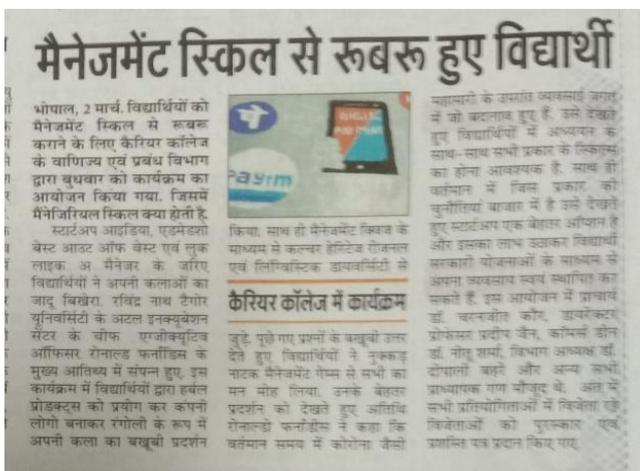 मैनेजमेंट स्किल से रूबरू हुए विद्यार्थी
भोपाल, 2 मार्च. विद्यार्थियों को
मैनेजमेंट स्किल से रूबरू
कराने के लिए कैरियर कॉलेज
के वाणिज्य एवं प्रबंध विभाग
द्वारा बुधवार को कार्यक्रम का
आयोजन किया गया. जिसमें
मैंनेजिरियल स्किल क्या होती है.
स्टार्टअप आइडिया, एडमेडशो
बेस्ट आउट ऑफ वेस्ट एवं लुक
लाइक अ मैनेजर के जरिए
विद्यार्थियों ने अपनी कलाओं का
जादू बिखेरा. रविंद्र नाथ टैगोर
यूनिवर्सिटी के अटल इनक्यूबेशन
सेंटर के चीफ एग्जीक्यूटिव
ऑफिसर रोनाल्ड फर्नांडिस के
मुख्य आतिथ्य में संपन्न हुए. इस
कार्यक्रम में विद्यार्थियों द्वारा हर्बल
प्रोडक्ट्स को प्रयोग कर कंपनी
लोगो बनाकर रंगोली के रूप में
अपनी कला का बखूबी प्रदर्शन
पे
Paytm
किया. साथ ही मैनेजमेंट क्विज के
माध्यम से कल्चर हेरिटेज रीजनल
एवं लिंग्विस्टिक डायवर्सिटी से
कैरियर कॉलेज में कार्यक्रम
जुड़े, पूछे गए प्रश्नों के बखूबी उत्तर
देते हुए विद्यार्थियों ने नुक्कड़
नाटक मैनेजमेंट गेम्स से सभी का
मन मोह लिया. उनके बेहतर
प्रदर्शन को देखते हुए अतिथि
रोनाल्डो फर्नांडीस ने कहा कि
वर्तमान समय में कोरोना जैसी
महामारी के उपरांत व्यवसाई जगत
में जो बदलाव हुए हैं. उसे देखते
हुए विद्यार्थियों में अध्ययन के
साथ-साथ सभी प्रकार के स्किल्स
का होना आवश्यक है. साथ ही
वर्तमान में जिस प्रकार की
चुनौतियां बाजार में है उसे देखते
हुए स्टार्टअप एक बेहतर ऑप्शन है
और इसका लाभ उठाकर विद्यार्थी
सरकारी योजनाओं के माध्यम से
अपना व्यवसाय स्वयं स्थापित कर
सकते हैं. इस आयोजन में प्राचार्य
डॉ. चरनजीत कौर, डायरेक्टर
प्रोफेसर प्रदीप जैन, कॉमर्स डीन
डॉ. नीतू शर्मा, विभाग अध्यक्ष डॉ.
दीपाली बहरे और अन्य सभी
प्राध्यापक गण मौजूद थे. अंत में
सभी प्रतियोगिताओं में विजेता रहे
विजेताओं को पुरस्कार एवं
प्रशस्ति पत्र प्रदान किए गए.